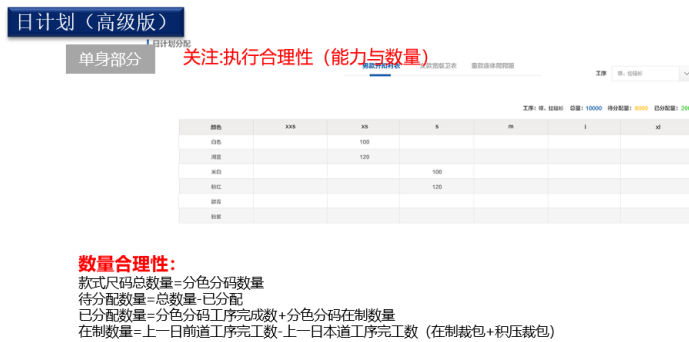 日计划（高级版）
日计划分配
单身部分
关注:执行合理性（能力与数量）
工序
工序: 总量: 10000 待分配量: 已分配量:
颜色 xxs xs s m l xl
白色 100
120
米白 100
粉红 120
数量合理性:
款式尺码总数量=分色分码数量
待分配数量=总数量-已分配
已分配数量=分色分码工序完成数+分色分码在制数量
在制数量=上一日前道工序完工数-上一日本道工序完工数（在制裁包+积压裁包）